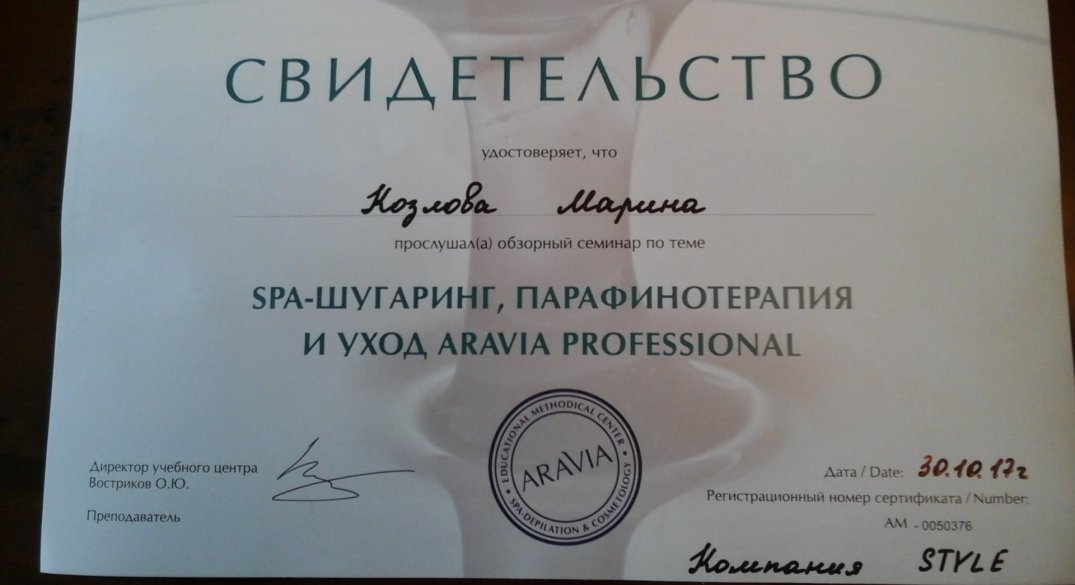 СВИДЕТЕЛЬСТВО
удостоверяет, что
Козлова Марина
прослушал(а) обзорный семинар по теме
SPA-ШУГАРИНГ, ПАРАФИНОТЕРАПИЯ
И УХОД ARAVIA PROFESSIONAL
EDUCATIONAL METHODICAL CENTER
ARAVIA
SPA-DEPILATION & COSMETOLOGY
Директор учебного центра
Востриков О.Ю.
Преподаватель
Дата / Date: 30.10.17г
Регистрационный номер сертификата / Number:
АМ - 0050376
Компания STYLE